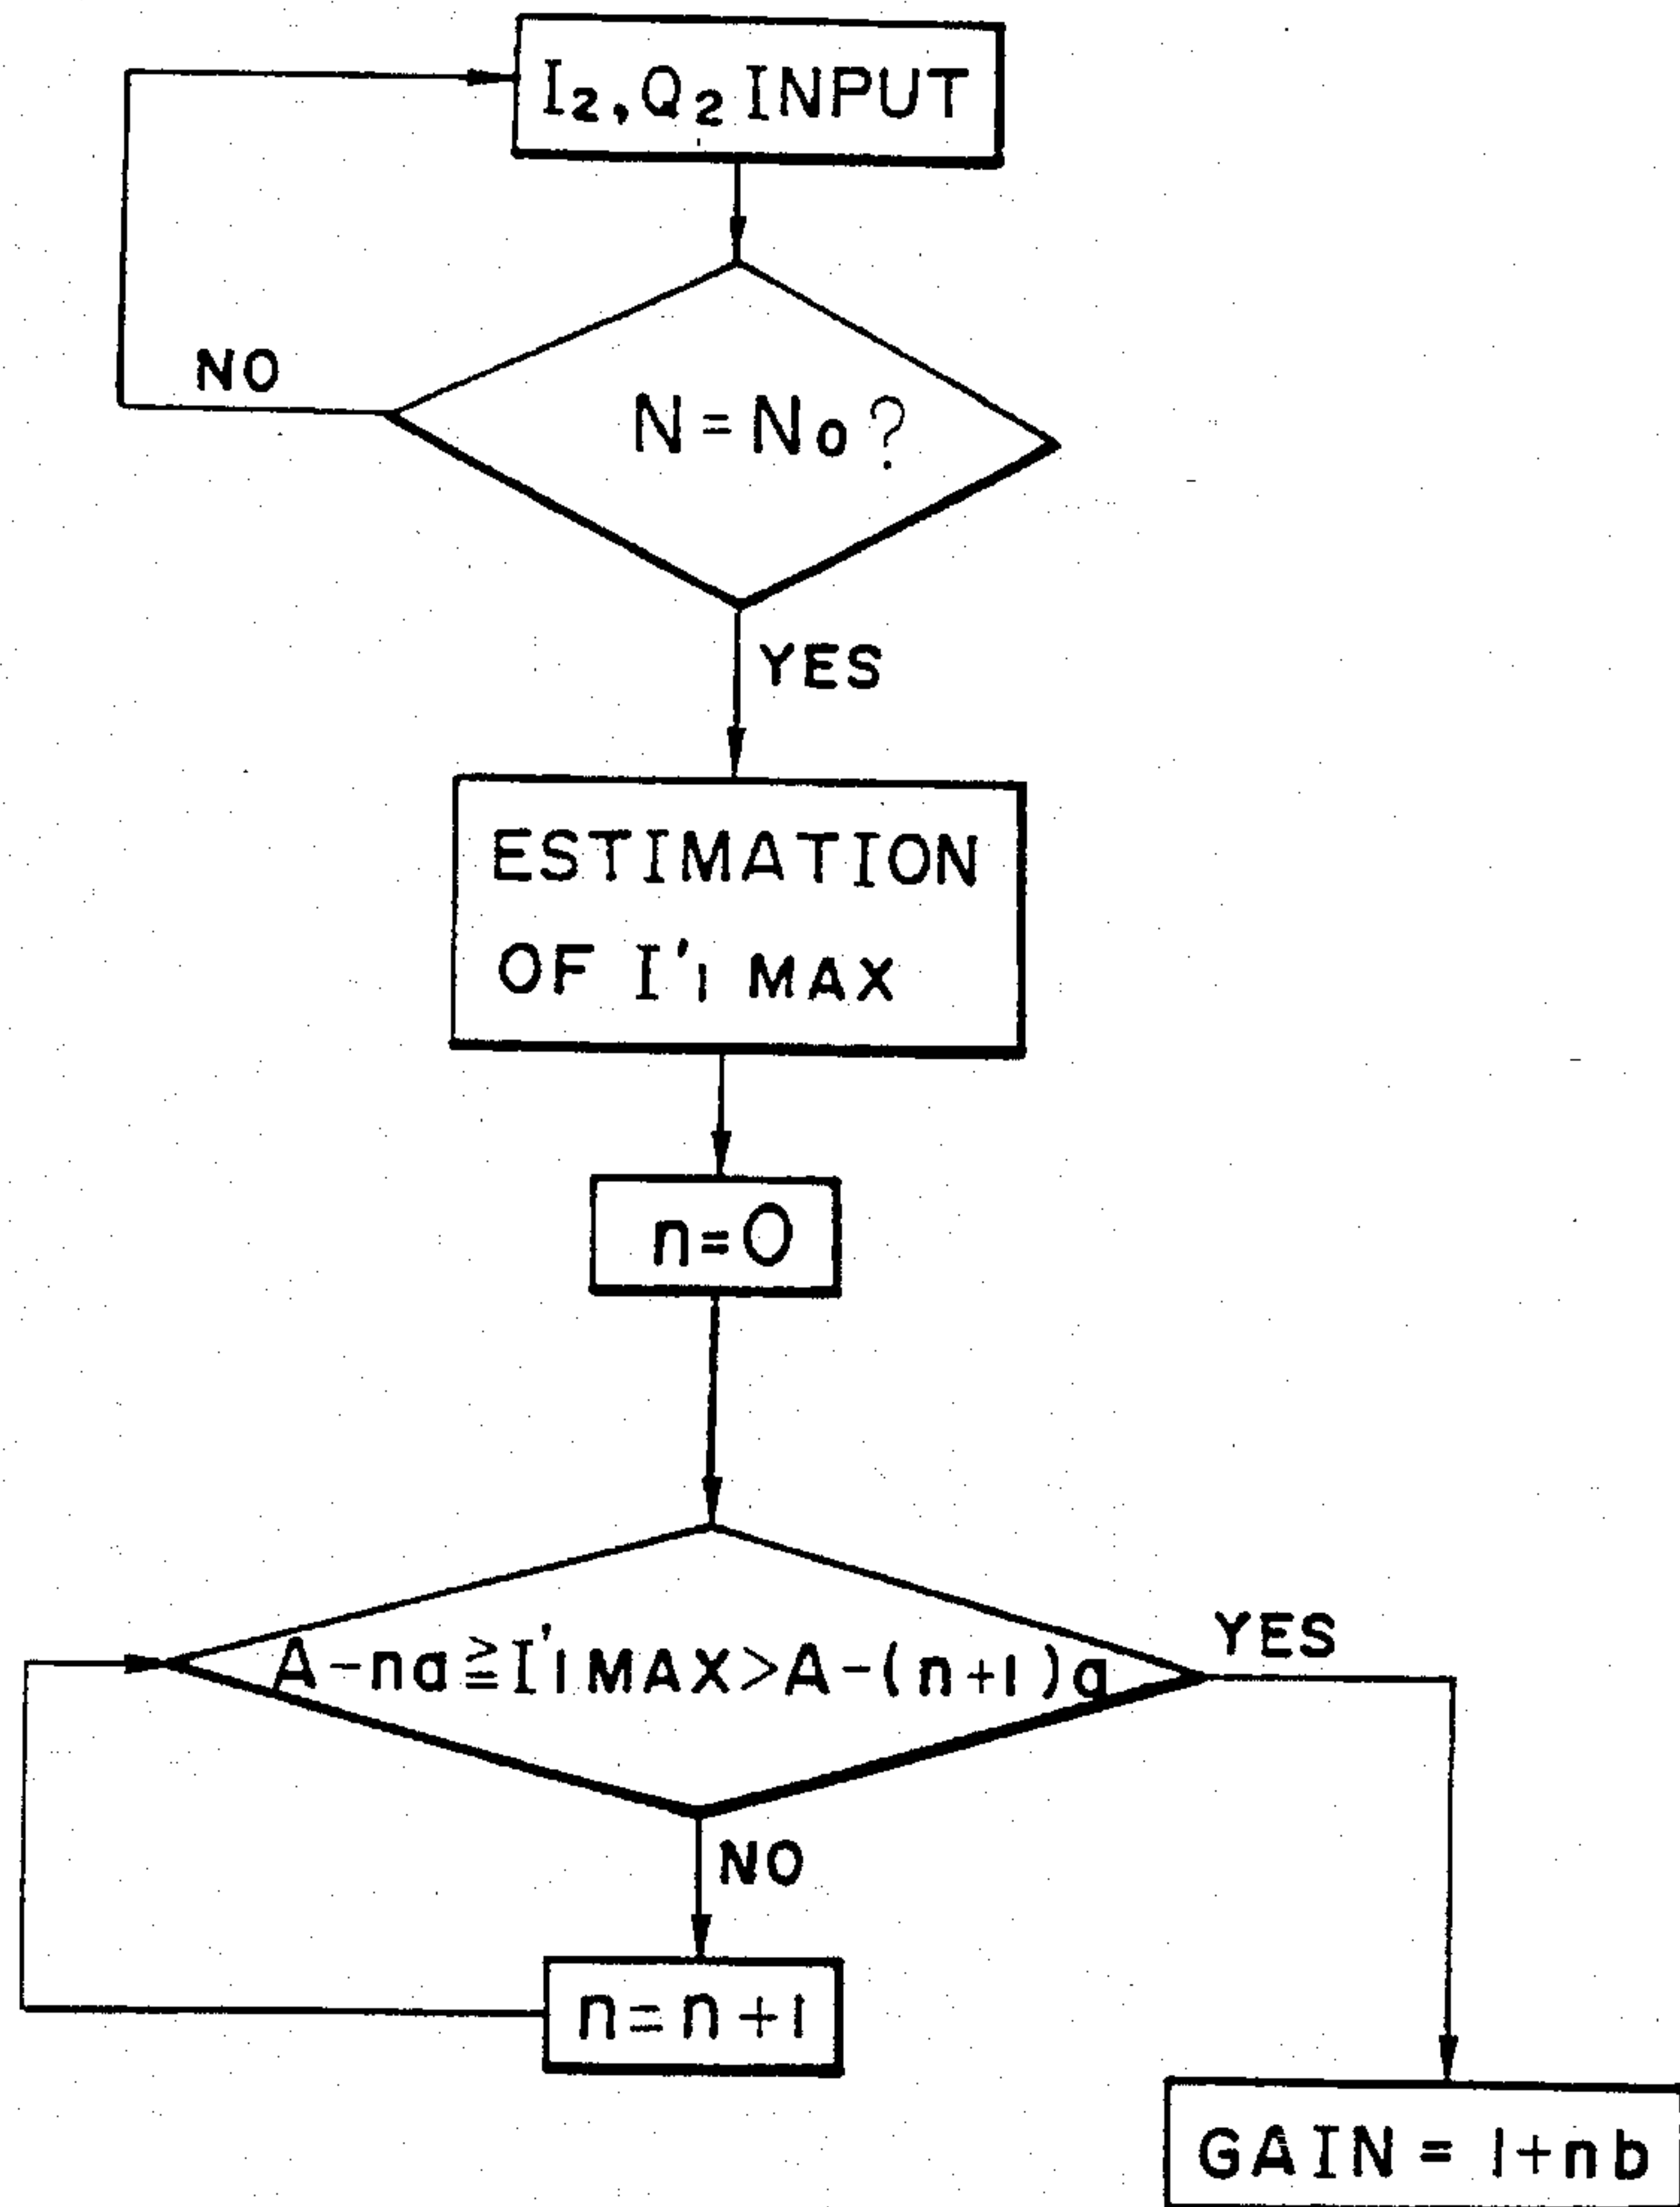 I₂,Q₂ INPUT
NO
N=N₀?
YES
ESTIMATION
OF I'₁ MAX
n=0
A-na≧I'₁MAX>A-(n+1)a
YES
NO
n=n+1
GAIN = 1+nb